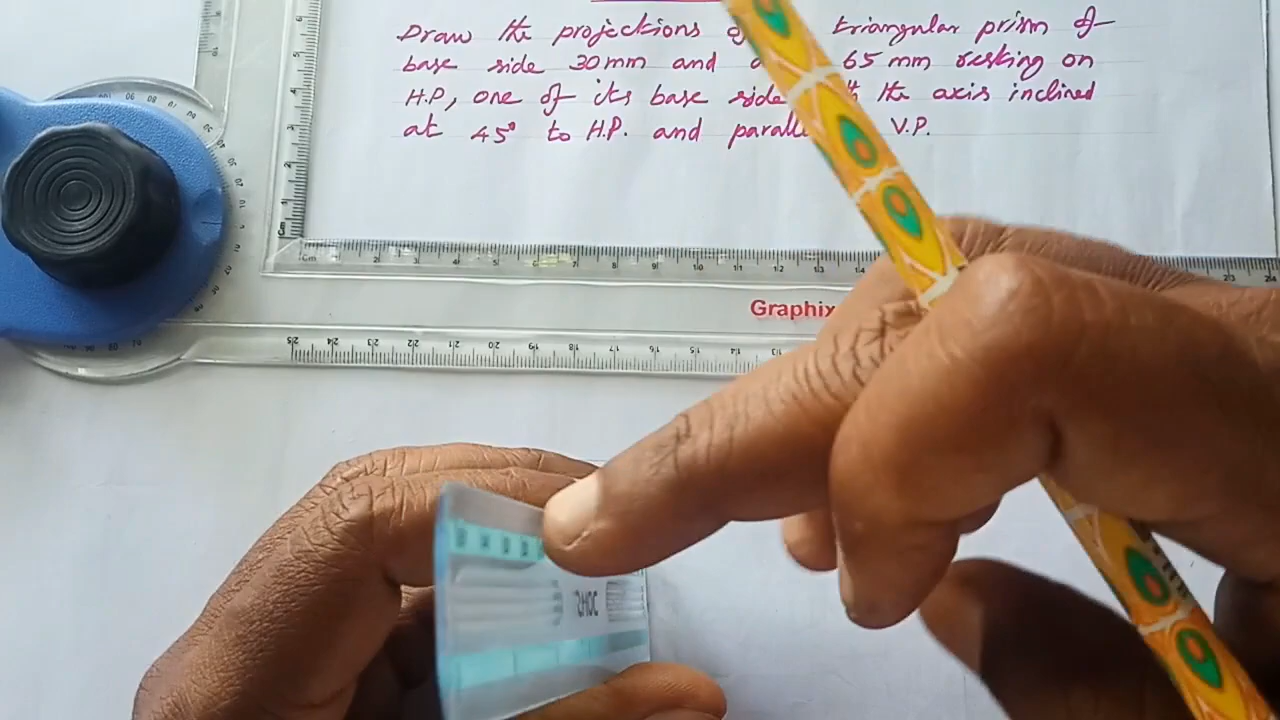 Draw the projections of triangular prism of
base side 30mm and 65 mm resting on
H.P, one of its base side the axis inclined
at 45° to H.P. and V.P.
Graphix